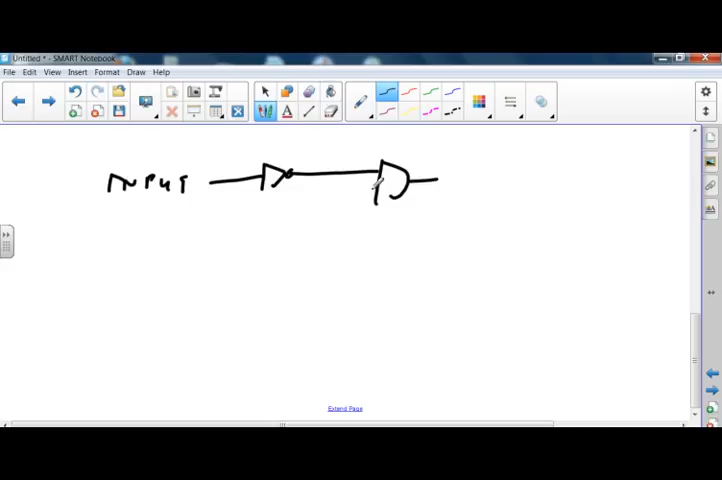 Untitled * - SMART Notebook
File Edit View Insert Format Draw Help
INPUT
Extend Page